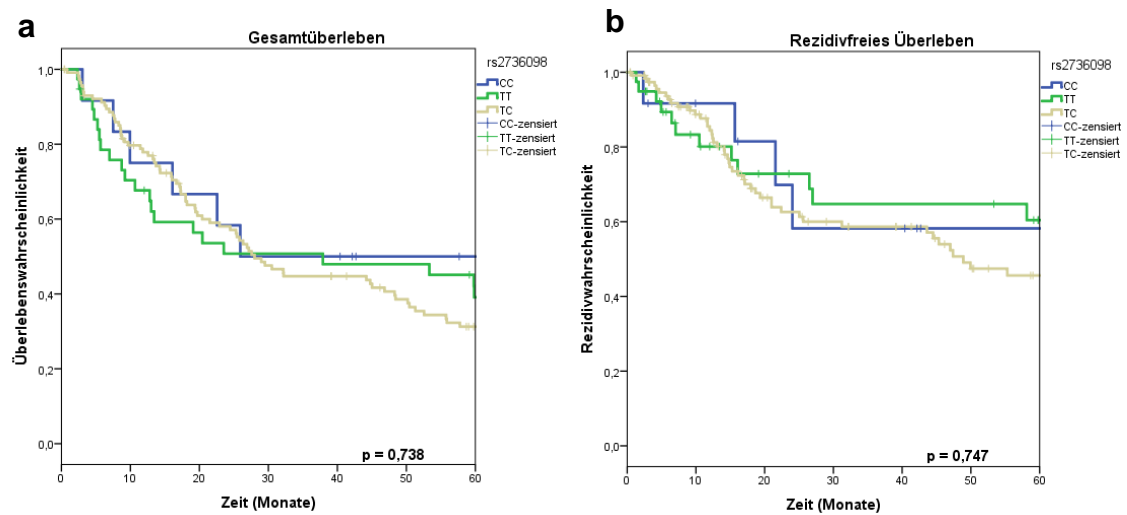 a
Gesamtüberleben
Überlebenswahrscheinlichkeit
1,0
0,8
0,6
0,4
0,2
0,0
rs2736098
CC
TT
TC
CC-zensiert
TT-zensiert
TC-zensiert
p = 0,738
0 10 20 30 40 50 60
Zeit (Monate)
b
Rezidivfreies Überleben
Rezidivwahrscheinlichkeit
1,0
0,8
0,6
0,4
0,2
0,0
rs2736098
CC
TT
TC
CC-zensiert
TT-zensiert
TC-zensiert
p = 0,747
0 10 20 30 40 50 60
Zeit (Monate)